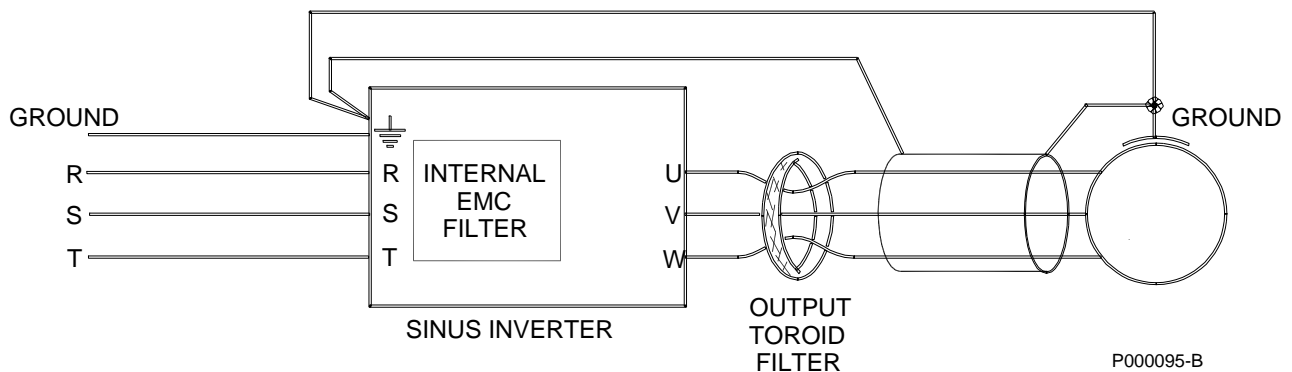 GROUND
R
S
T
R
S
T
INTERNAL
EMC
FILTER
U
V
W
GROUND
SINUS INVERTER
OUTPUT
TOROID
FILTER
P000095-B